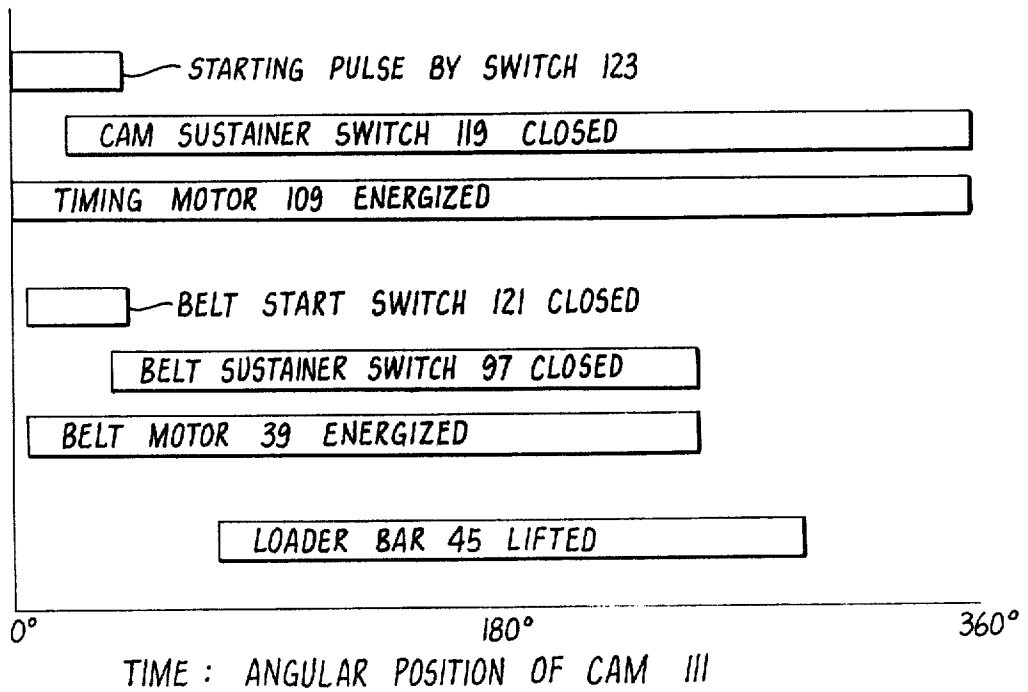 STARTING PULSE BY SWITCH 123
CAM SUSTAINER SWITCH 119 CLOSED
TIMING MOTOR 109 ENERGIZED
BELT START SWITCH 121 CLOSED
BELT SUSTAINER SWITCH 97 CLOSED
BELT MOTOR 39 ENERGIZED
LOADER BAR 45 LIFTED
0° 180° 360°
TIME: ANGULAR POSITION OF CAM 111